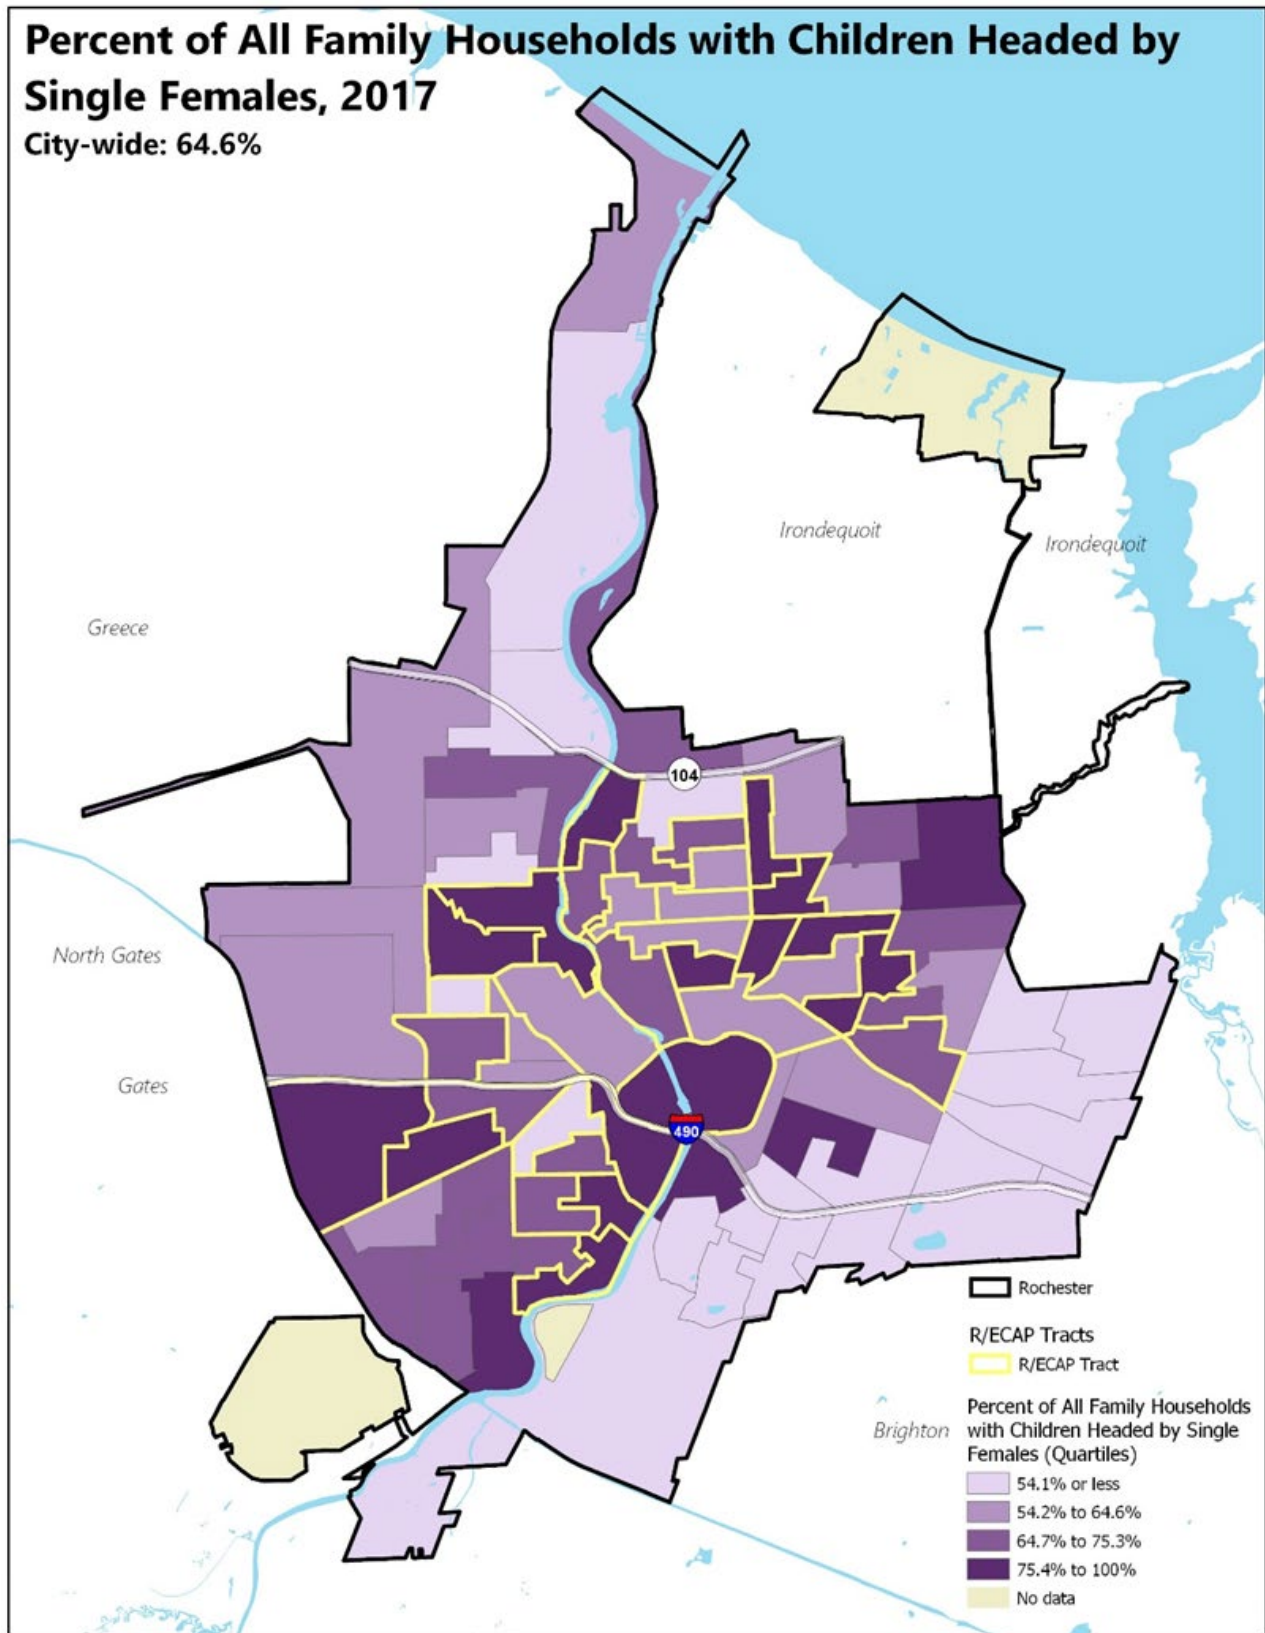 Percent of All Family Households with Children Headed by
Single Females, 2017
City-wide: 64.6%
Irondequoit
Irondequoit
Greece
104
North Gates
Gates
490
Brighton
Rochester
R/ECAP Tracts
R/ECAP Tract
Percent of All Family Households
with Children Headed by Single
Females (Quartiles)
54.1% or less
54.2% to 64.6%
64.7% to 75.3%
75.4% to 100%
No data